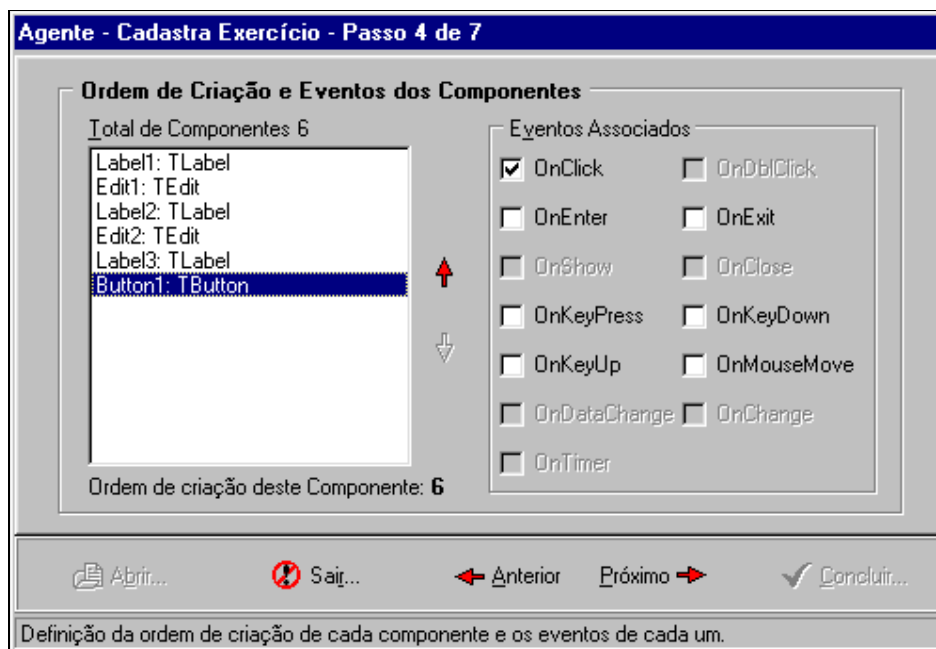 Agente - Cadastra Exercício - Passo 4 de 7
Ordem de Criação e Eventos dos Componentes
Total de Componentes 6
Label1: TLabel
Edit1: TEdit
Label2: TLabel
Edit2: TEdit
Label3: TLabel
Button1: TButton
Ordem de criação deste Componente: 6
Eventos Associados
OnClick OnDblClick
OnEnter OnExit
OnShow OnClose
OnKeyPress OnKeyDown
OnKeyUp OnMouseMove
OnDataChange OnChange
OnTimer
Abrir... Sair... Anterior Próximo Concluir...
Definição da ordem de criação de cada componente e os eventos de cada um.